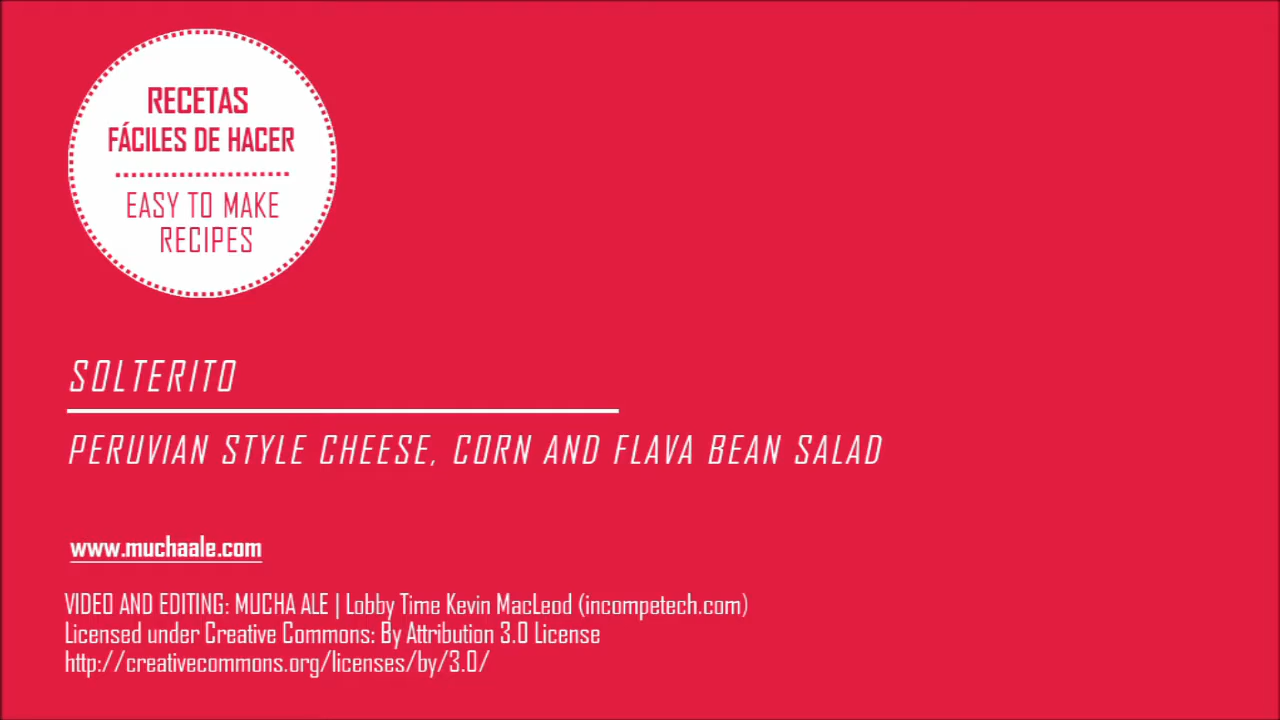 RECETAS
FÁCILES DE HACER
EASY TO MAKE
RECIPES
SOLTERITO
PERUVIAN STYLE CHEESE, CORN AND FLAVA BEAN SALAD
www.muchaale.com
VIDEO AND EDITING: MUCHA ALE | Lobby Time Kevin MacLeod (incompetech.com)
Licensed under Creative Commons: By Attribution 3.0 License
http://creativecommons.org/licenses/by/3.0/